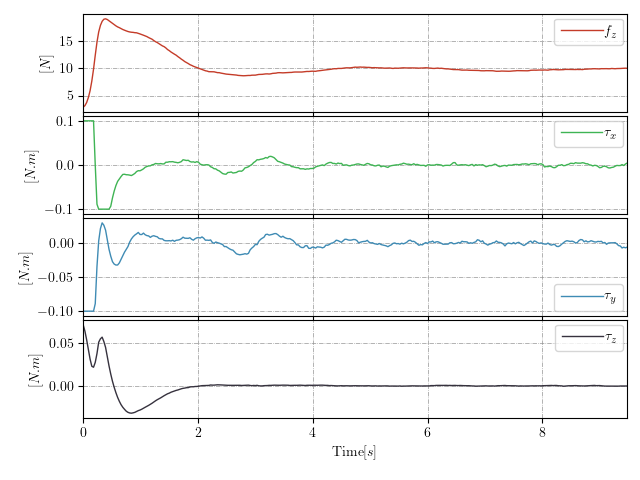 15
10
5
[N]
f_z
0.1
0.0
−0.1
[N.m]
τ_x
0.00
−0.05
−0.10
[N.m]
τ_y
0.05
0.00
[N.m]
τ_z
0 2 4 6 8
Time[s]